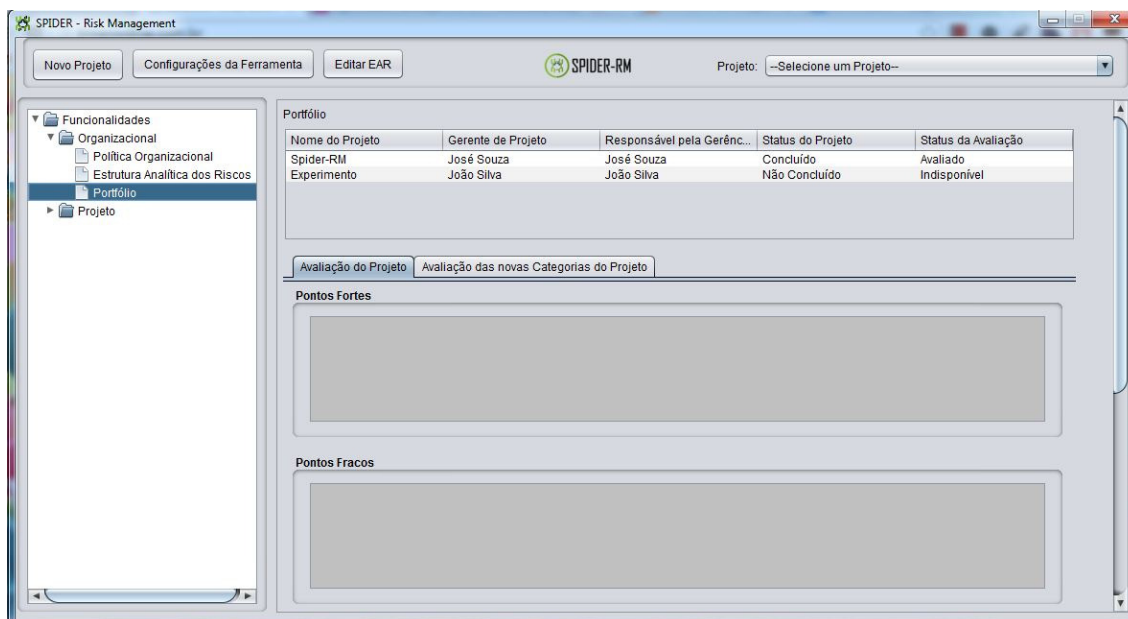 SPIDER - Risk Management
Novo Projeto Configurações da Ferramenta Editar EAR SPIDER-RM Projeto: --Selecione um Projeto--
Funcionalidades
Organizacional
Política Organizacional
Estrutura Analítica dos Riscos
Portfólio
Projeto
Portfólio
Nome do Projeto Gerente de Projeto Responsável pela Gerênc... Status do Projeto Status da Avaliação
Spider-RM José Souza José Souza Concluído Avaliado
Experimento João Silva João Silva Não Concluído Indisponível
Avaliação do Projeto Avaliação das novas Categorias do Projeto
Pontos Fortes
Pontos Fracos